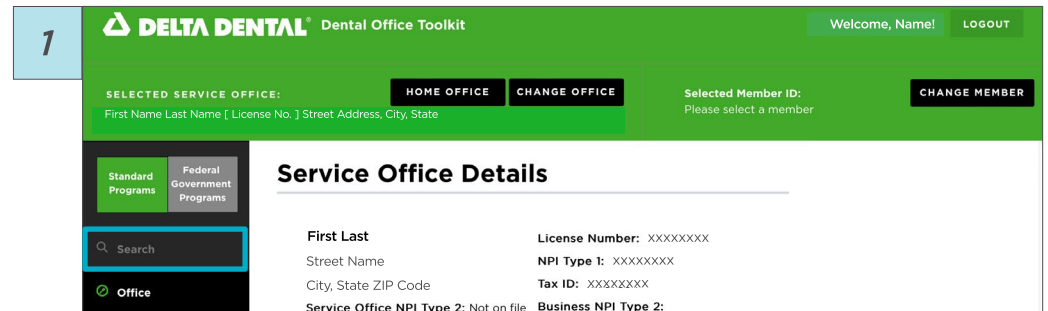 1
DELTA DENTAL® Dental Office Toolkit
Welcome, Name!
LOGOUT
SELECTED SERVICE OFFICE:
HOME OFFICE
CHANGE OFFICE
First Name Last Name [ License No. ] Street Address, City, State
Selected Member ID:
Please select a member
CHANGE MEMBER
Standard
Programs
Federal
Government
Programs
Search
Office
Service Office Details
First Last
Street Name
City, State ZIP Code
Service Office NPI Type 2: Not on file
License Number: XXXXXXXX
NPI Type 1: XXXXXXXX
Tax ID: XXXXXXXX
Business NPI Type 2: